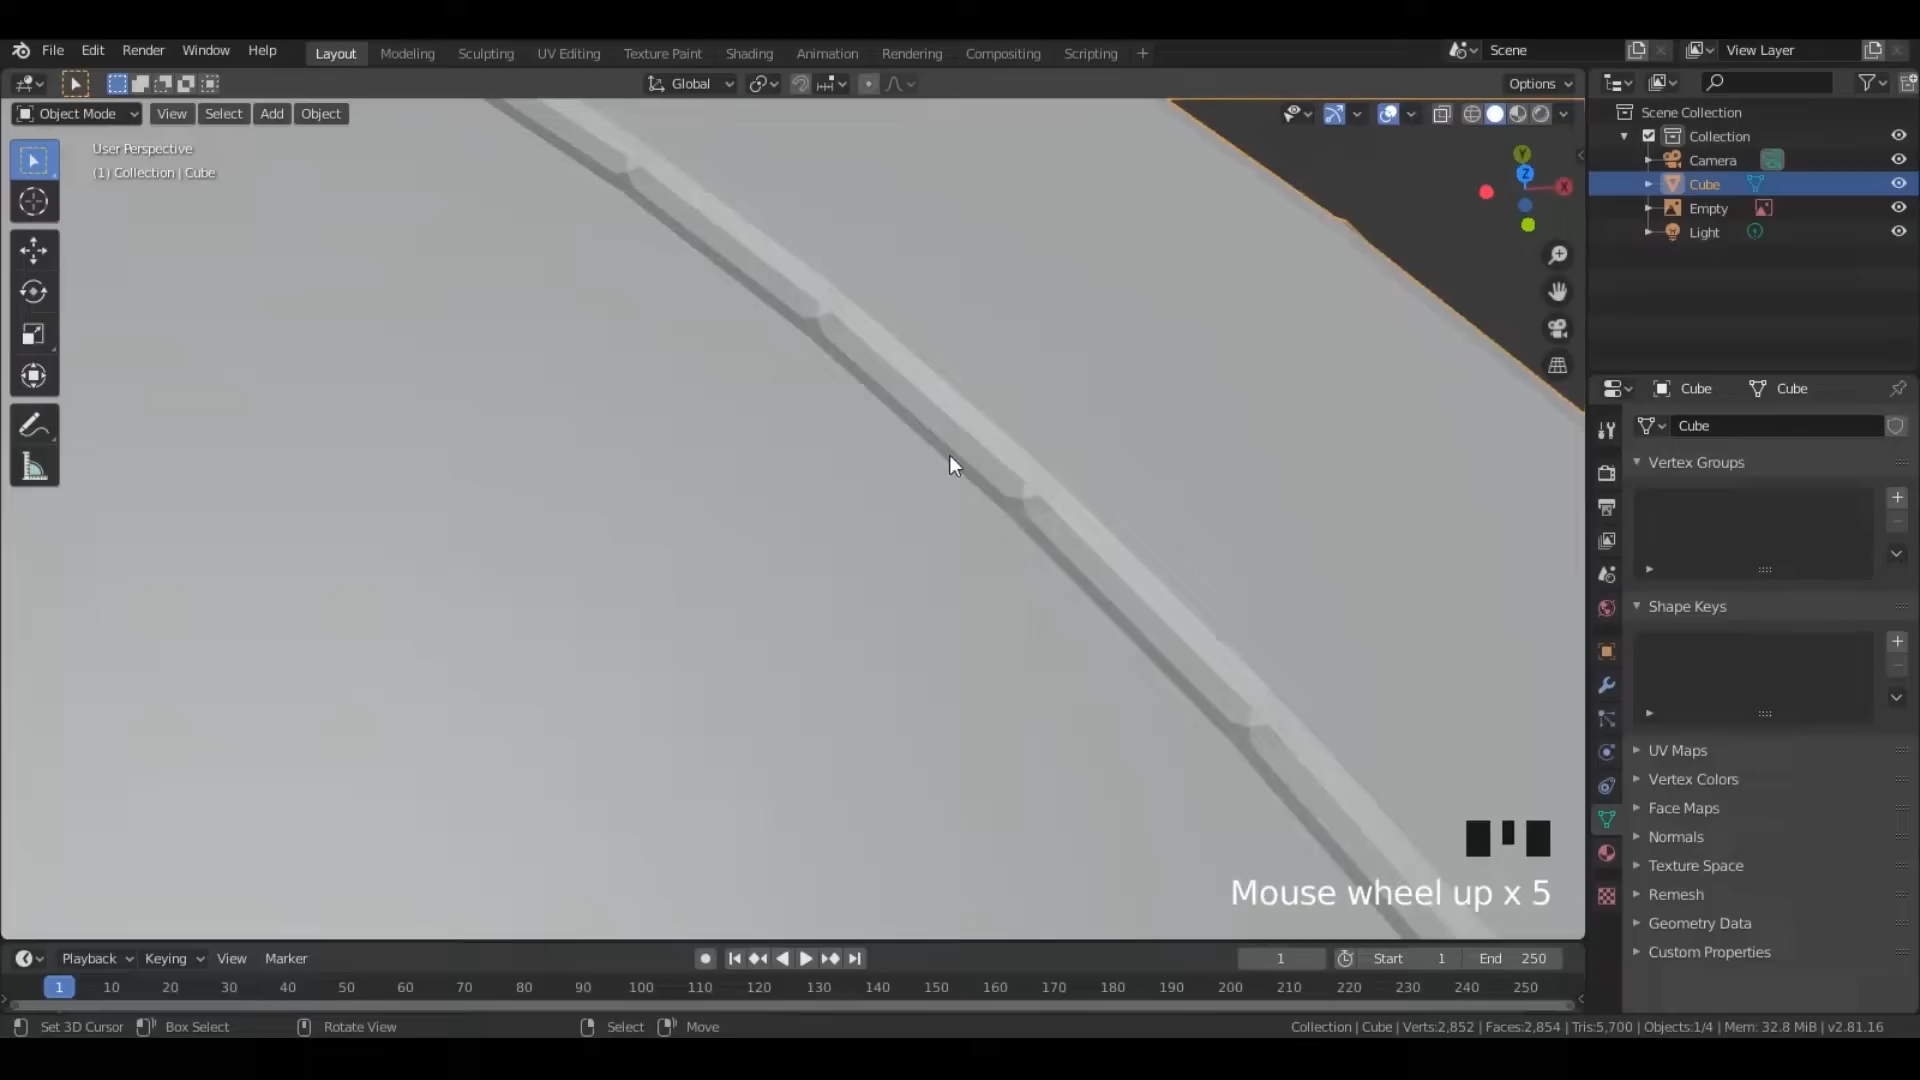 File Edit Render Window Help Layout Modeling Sculpting UV Editing Texture Paint Shading Animation Rendering Compositing Scripting + Scene View Layer
Global Options
Object Mode View Select Add Object
User Perspective
(1) Collection | Cube
Y
Z
X
Scene Collection
Collection
Camera
Cube
Empty
Light
Cube Cube
Cube
Vertex Groups
Shape Keys
UV Maps
Vertex Colors
Face Maps
Normals
Texture Space
Remesh
Geometry Data
Custom Properties
Mouse wheel up x 5
Playback Keying View Marker 1 Start 1 End 250
1 10 20 30 40 50 60 70 80 90 100 110 120 130 140 150 160 170 180 190 200 210 220 230 240 250
Set 3D Cursor Box Select Rotate View Select Move Collection | Cube | Verts:2,852 | Faces:2,854 | Tris:5,700 | Objects:1/4 | Mem: 32.8 MiB | v2.81.16